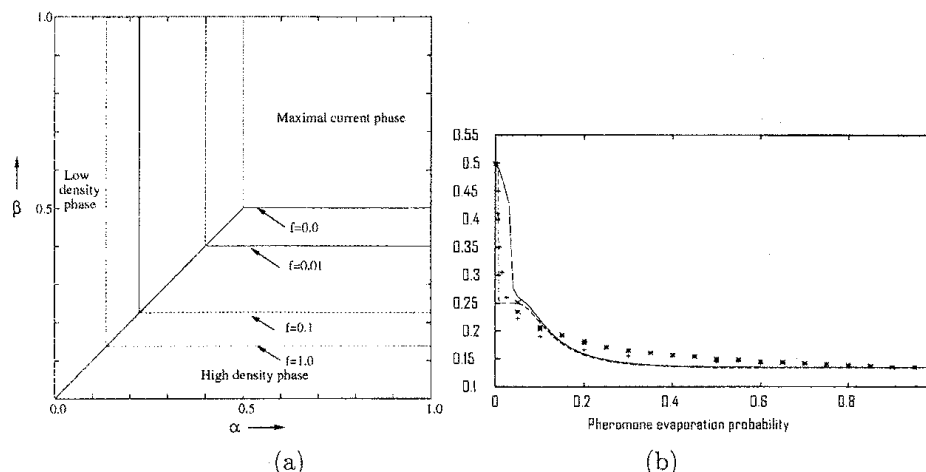 1.0
Maximal current phase
Low
density
phase
β
0.5
f=0.0
f=0.01
f=0.1
f=1.0
High density phase
0.0
0.5
1.0
α
(a)
0.55
0.5
0.45
0.4
0.35
0.3
0.25
0.2
0.15
0.1
0
0.2
0.4
0.6
0.8
Pheromone evaporation probability
(b)